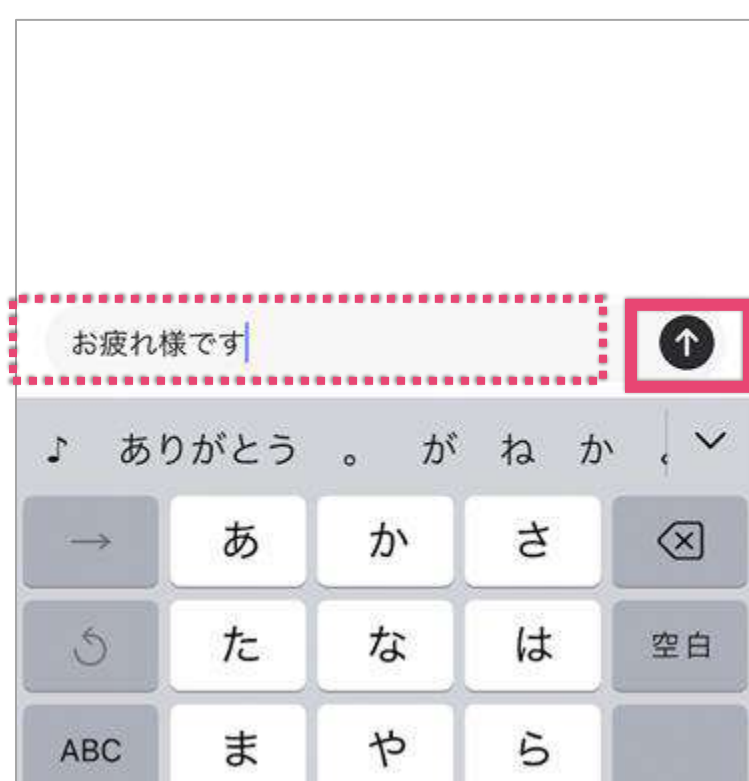 お疲れ様です
♪ ありがとう 。 が ね か
→ あ か さ
た な は 空白
ABC ま や ら